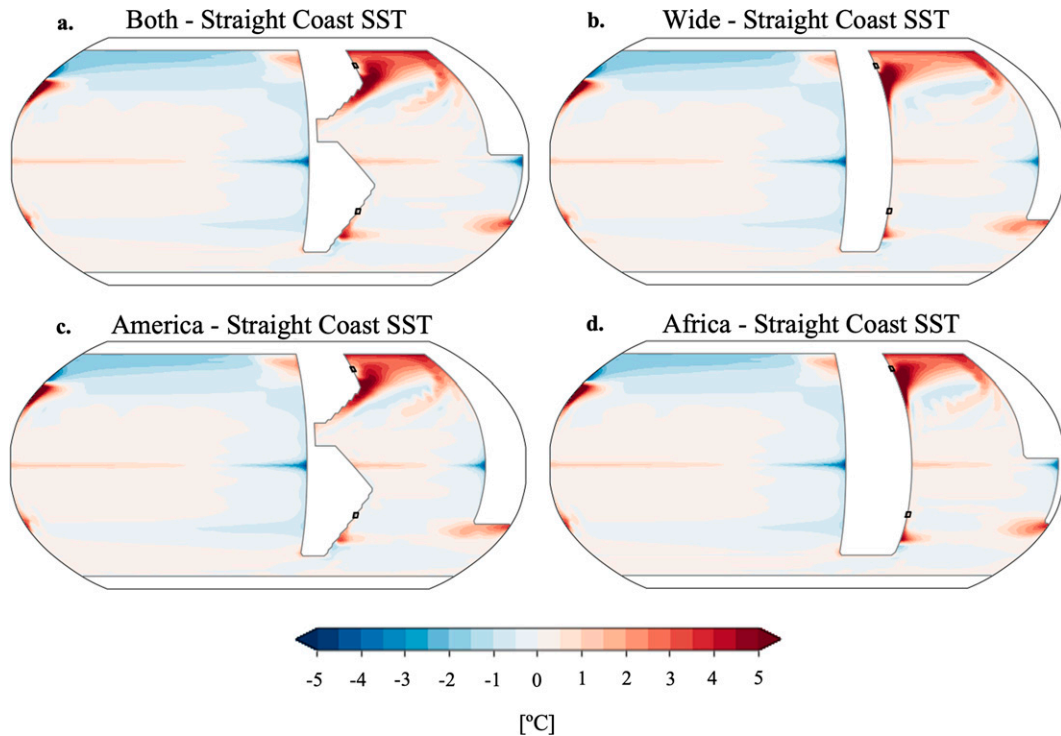 a. Both - Straight Coast SST
b. Wide - Straight Coast SST
c. America - Straight Coast SST
d. Africa - Straight Coast SST
-5 -4 -3 -2 -1 0 1 2 3 4 5
[ºC]